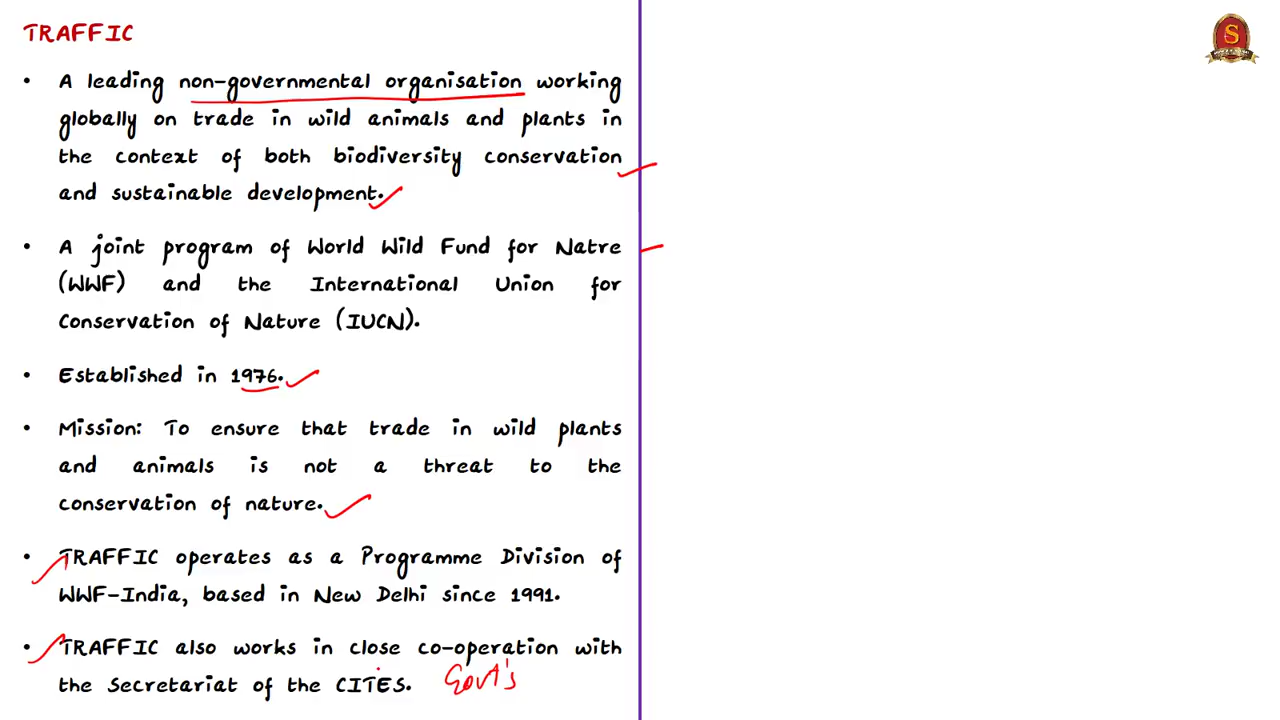 TRAFFIC
• A leading non-governmental organisation working
globally on trade in wild animals and plants in
the context of both biodiversity conservation
and sustainable development.
• A joint program of World Wild Fund for Natre
(WWF) and the International Union for
Conservation of Nature (IUCN).
• Established in 1976.
• Mission: To ensure that trade in wild plants
and animals is not a threat to the
conservation of nature.
• TRAFFIC operates as a Programme Division of
WWF-India, based in New Delhi since 1991.
• TRAFFIC also works in close co-operation with
the Secretariat of the CITES. Govt's
S